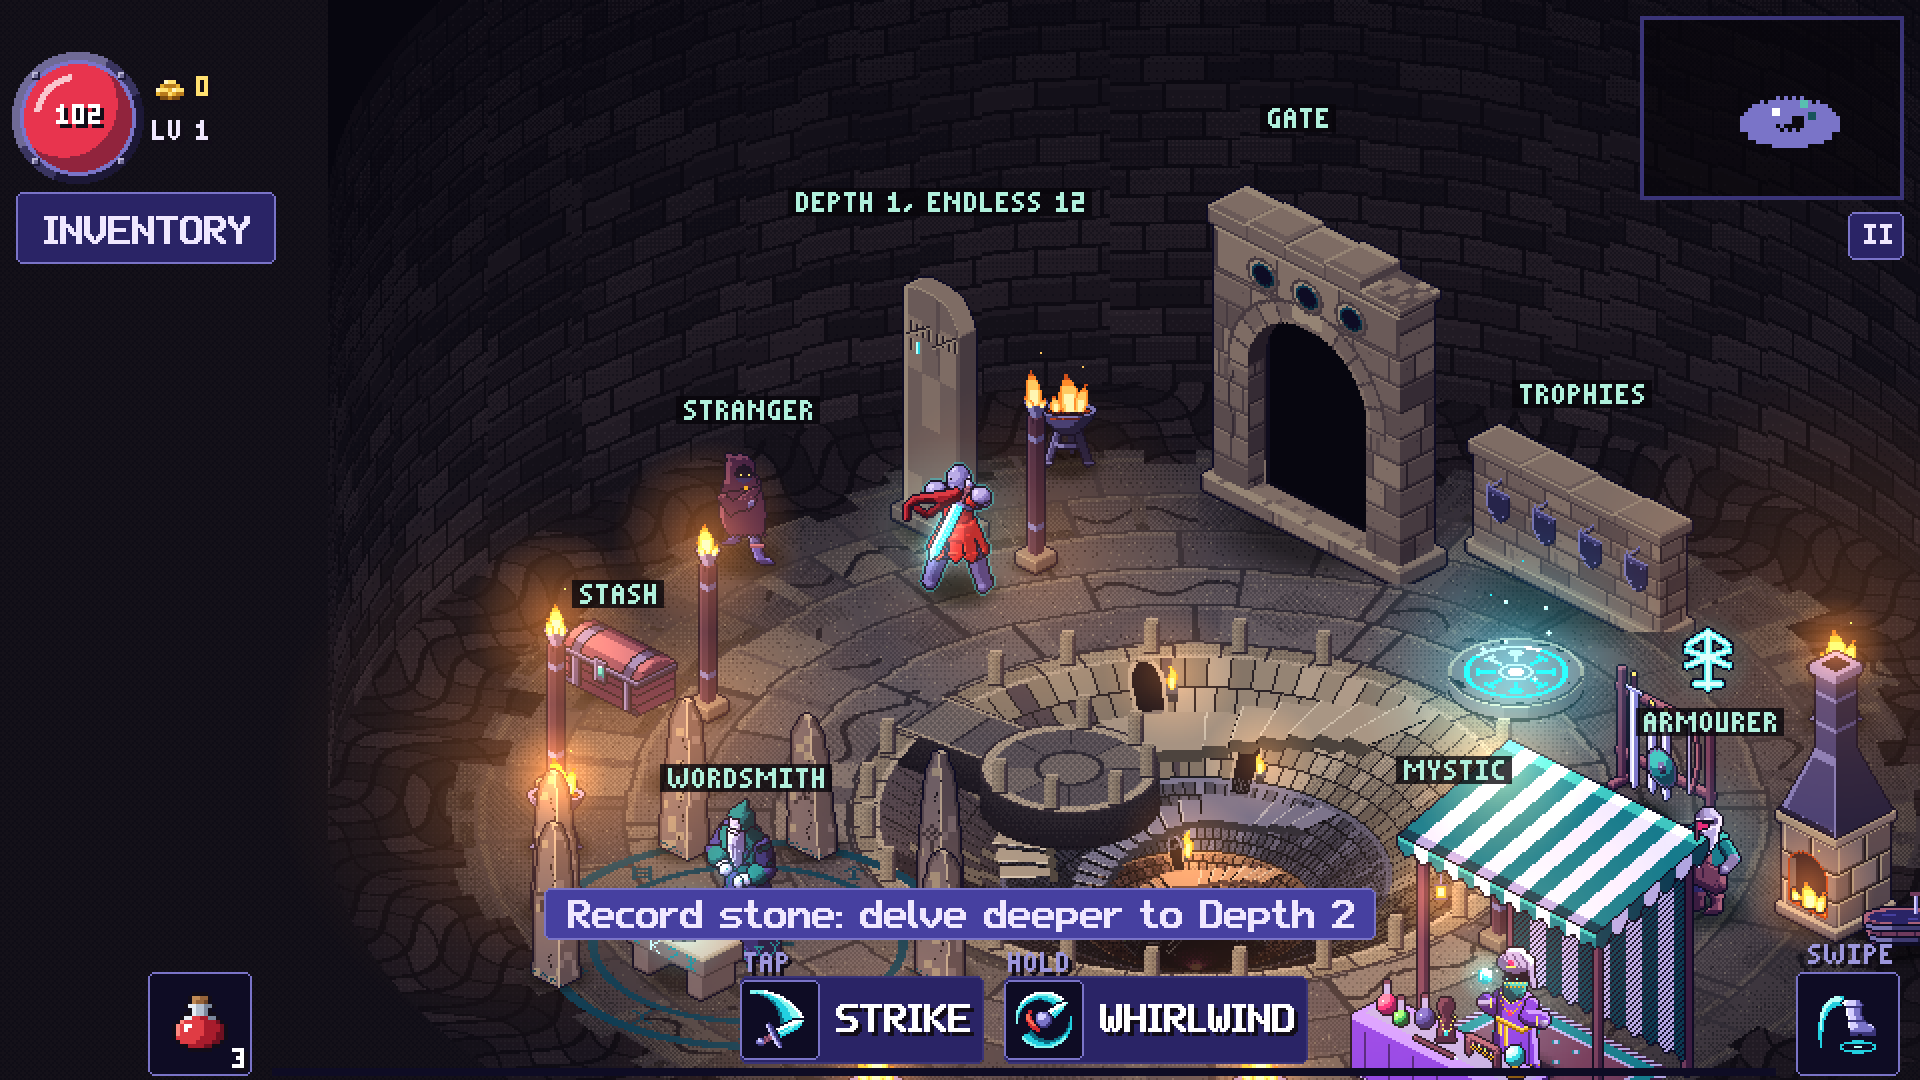 102
0
LV 1
INVENTORY
GATE
DEPTH 1, ENDLESS 12
II
STRANGER
TROPHIES
STASH
ARMOURER
MYSTIC
WORDSMITH
Record stone: delve deeper to Depth 2
TAP
HOLD
SWIPE
STRIKE
WHIRLWIND
3